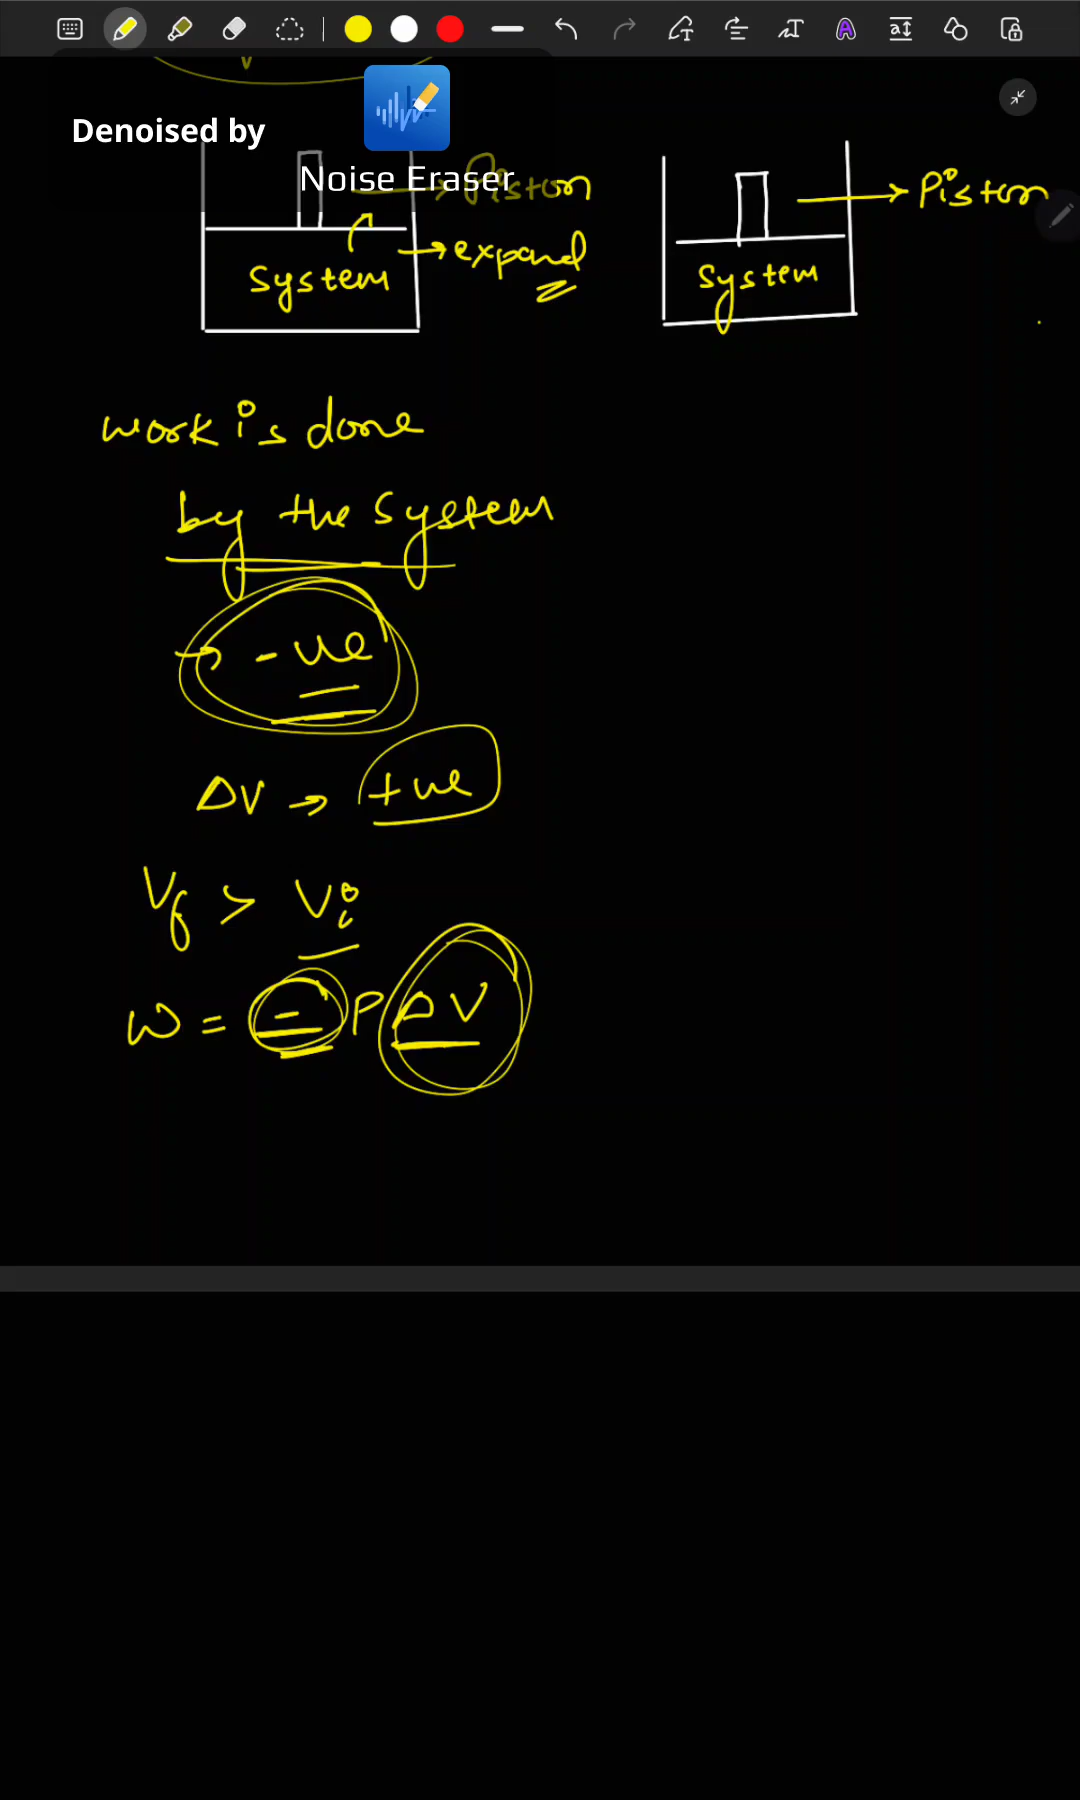 Denoised by
Noise Eraser
Piston
expand
System
Piston
System
work is done
by the System
→ -ve
ΔV → +ve
Vf > Vi
W = - P ΔV